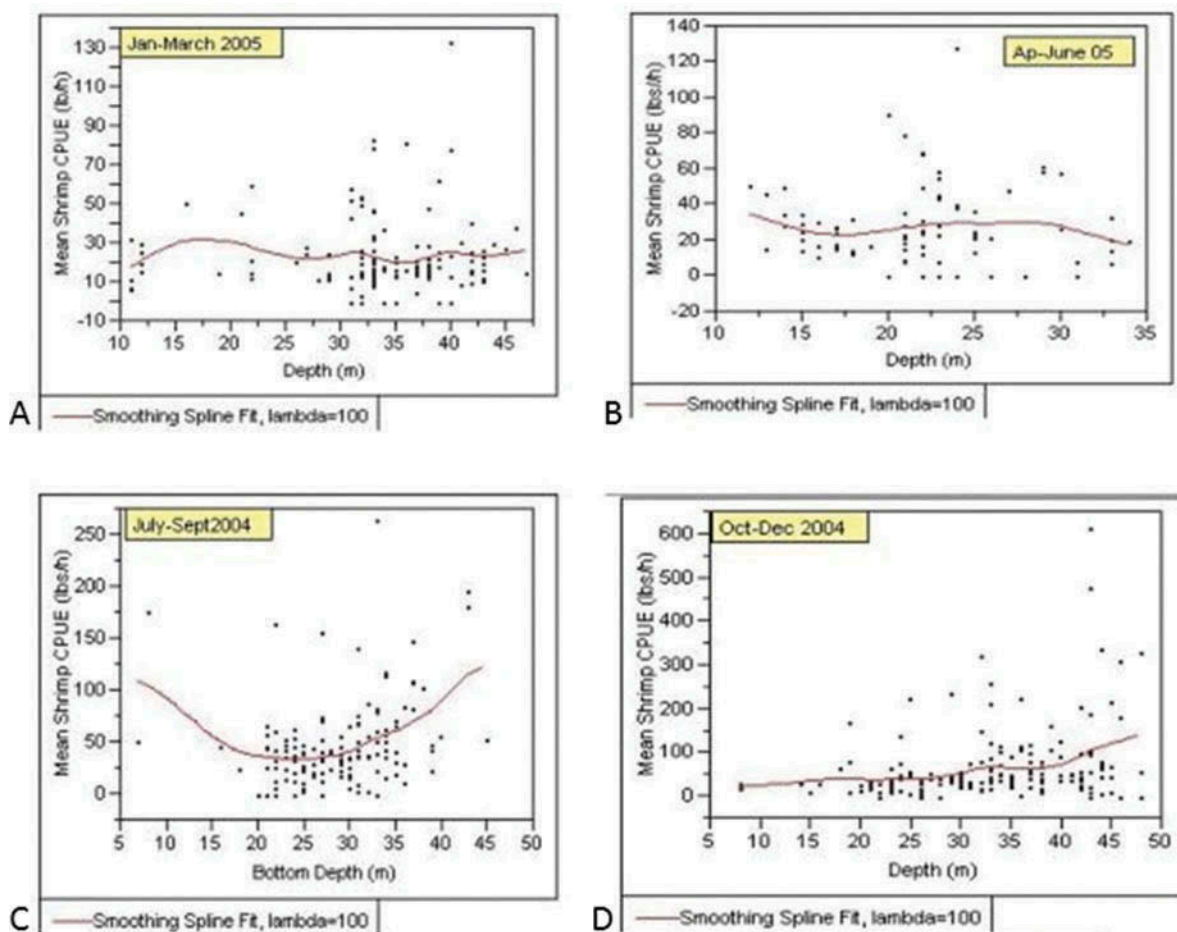 Jan-March 2005
Mean Shrimp CPUE (lb/h)
130
110
90
70
50
30
10
-10
10 15 20 25 30 35 40 45
Depth (m)
Smoothing Spline Fit, lambda=100
A
Ap-June 05
Mean Shrimp CPUE (lbs/h)
140
120
100
80
60
40
20
0
-20
10 15 20 25 30 35
Depth (m)
Smoothing Spline Fit, lambda=100
B
July-Sept2004
Mean Shrimp CPUE (lbs/h)
250
200
150
100
50
0
5 10 15 20 25 30 35 40 45 50
Bottom Depth (m)
Smoothing Spline Fit, lambda=100
C
Oct-Dec 2004
Mean Shrimp CPUE (lbs/h)
600
500
400
300
200
100
0
5 10 15 20 25 30 35 40 45 50
Depth (m)
Smoothing Spline Fit, lambda=100
D